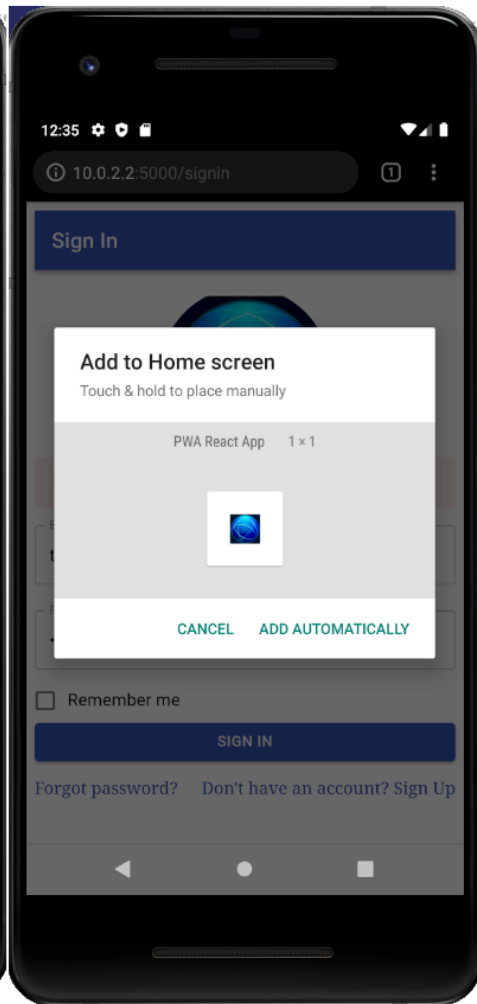 12:35
10.0.2.2:5000/signin
1
Sign In
Add to Home screen
Touch & hold to place manually
PWA React App 1 × 1
CANCEL ADD AUTOMATICALLY
Remember me
SIGN IN
Forgot password? Don't have an account? Sign Up